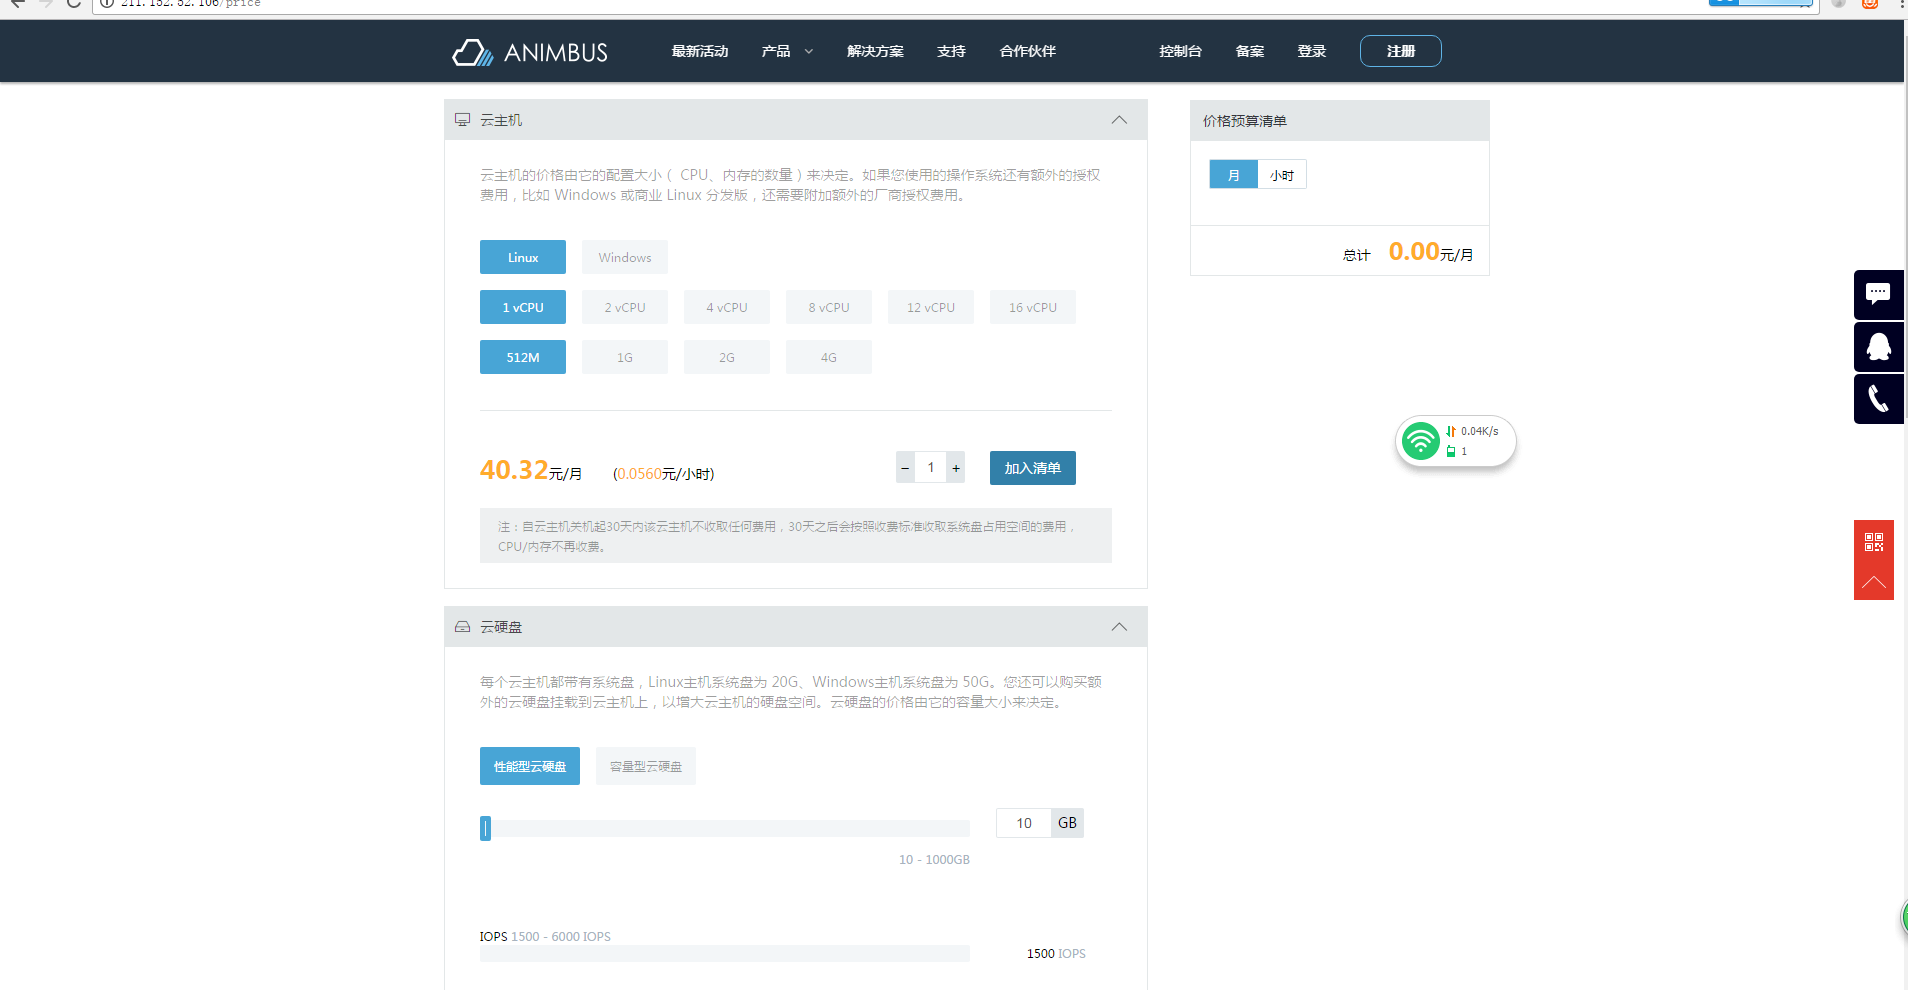 211.152.52.106/price
ANIMBUS
最新活动
产品
解决方案
支持
合作伙伴
控制台
备案
登录
注册
云主机
云主机的价格由它的配置大小（ CPU、内存的数量）来决定。如果您使用的操作系统还有额外的授权
费用，比如 Windows 或商业 Linux 分发版，还需要附加额外的厂商授权费用。
Linux
Windows
1 vCPU
2 vCPU
4 vCPU
8 vCPU
12 vCPU
16 vCPU
512M
1G
2G
4G
40.32元/月
(0.0560元/小时)
− 1 +
加入清单
注：自云主机关机起30天内该云主机不收取任何费用，30天之后会按照收费标准收取系统盘占用空间的费用，
CPU/内存不再收费。
云硬盘
每个云主机都带有系统盘，Linux主机系统盘为 20G、Windows主机系统盘为 50G。您还可以购买额
外的云硬盘挂载到云主机上，以增大云主机的硬盘空间。云硬盘的价格由它的容量大小来决定。
性能型云硬盘
容量型云硬盘
10 GB
10 - 1000GB
IOPS 1500 - 6000 IOPS
1500 IOPS
价格预算清单
月
小时
总计 0.00元/月
0.04K/s
1